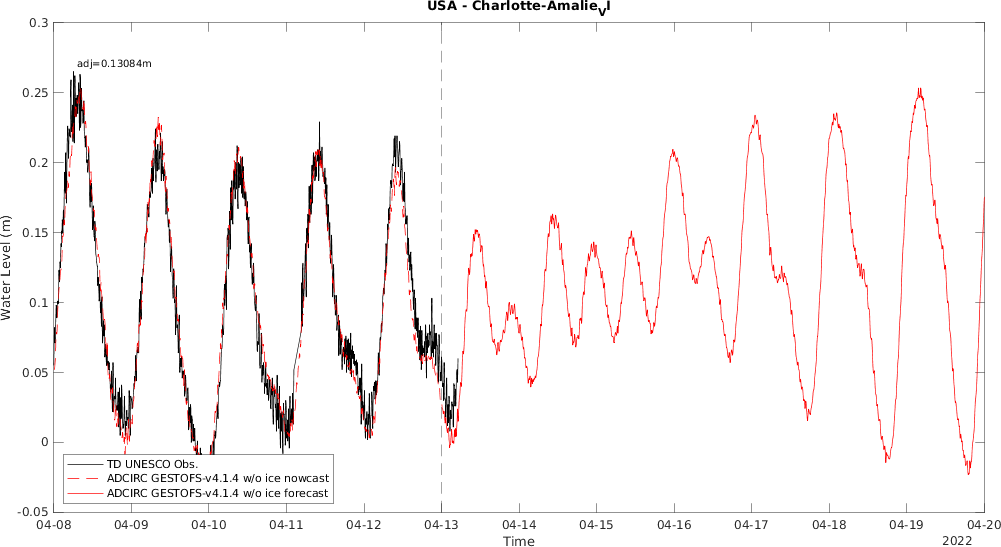 USA - Charlotte-Amalie_VI
0.3
adj=0.13084m
0.25
0.2
0.15
0.1
0.05
0
-0.05
Water Level (m)
TD UNESCO Obs.
ADCIRC GESTOFS-v4.1.4 w/o ice nowcast
ADCIRC GESTOFS-v4.1.4 w/o ice forecast
04-08 04-09 04-10 04-11 04-12 04-13 04-14 04-15 04-16 04-17 04-18 04-19 04-20
Time
2022